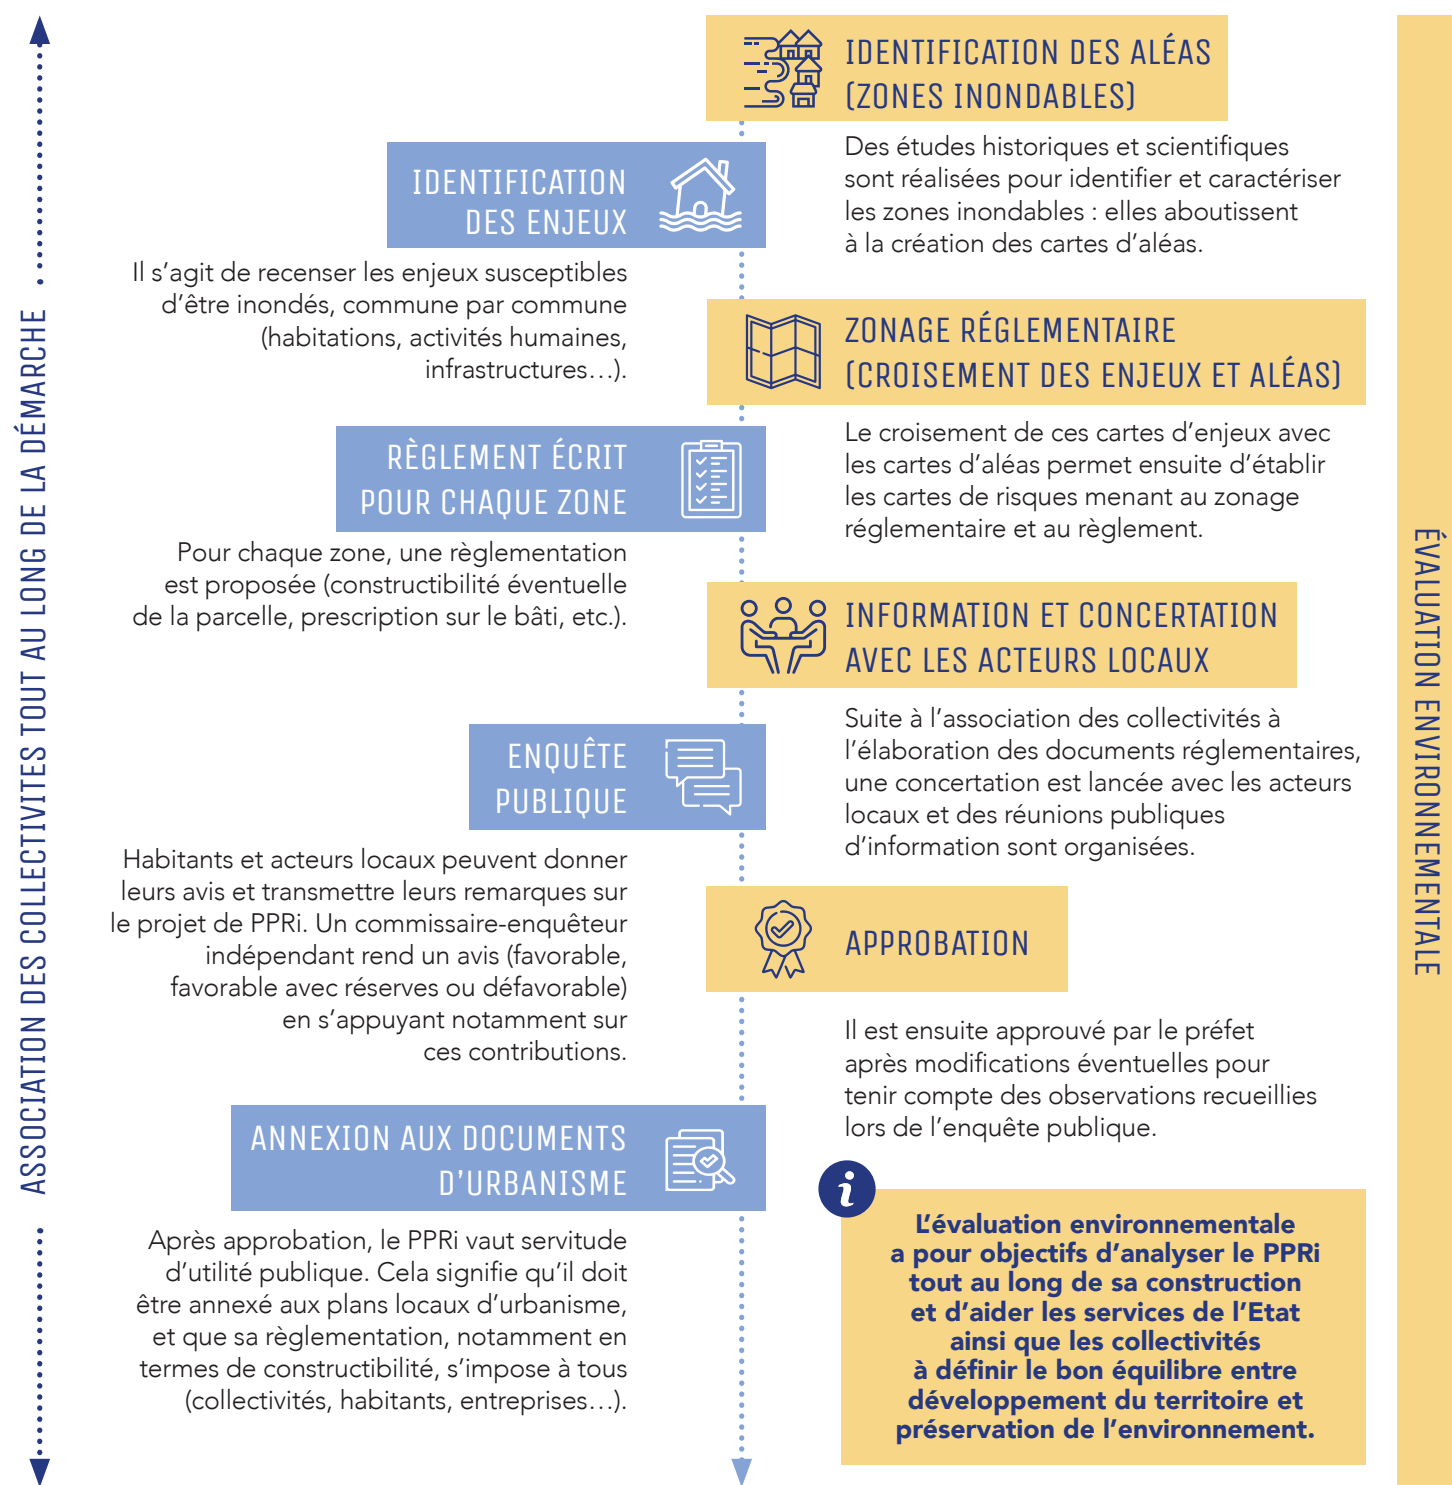 ASSOCIATION DES COLLECTIVITES TOUT AU LONG DE LA DÉMARCHE
IDENTIFICATION DES ALÉAS
(ZONES INONDABLES)
Des études historiques et scientifiques
sont réalisées pour identifier et caractériser
les zones inondables : elles aboutissent
à la création des cartes d’aléas.
IDENTIFICATION
DES ENJEUX
Il s’agit de recenser les enjeux susceptibles
d’être inondés, commune par commune
(habitations, activités humaines,
infrastructures…).
ZONAGE RÉGLEMENTAIRE
(CROISEMENT DES ENJEUX ET ALÉAS)
Le croisement de ces cartes d’enjeux avec
les cartes d’aléas permet ensuite d’établir
les cartes de risques menant au zonage
réglementaire et au règlement.
RÈGLEMENT ÉCRIT
POUR CHAQUE ZONE
Pour chaque zone, une règlementation
est proposée (constructibilité éventuelle
de la parcelle, prescription sur le bâti, etc.).
INFORMATION ET CONCERTATION
AVEC LES ACTEURS LOCAUX
Suite à l’association des collectivités à
l’élaboration des documents réglementaires,
une concertation est lancée avec les acteurs
locaux et des réunions publiques
d’information sont organisées.
ENQUÊTE
PUBLIQUE
Habitants et acteurs locaux peuvent donner
leurs avis et transmettre leurs remarques sur
le projet de PPRi. Un commissaire-enquêteur
indépendant rend un avis (favorable,
favorable avec réserves ou défavorable)
en s’appuyant notamment sur
ces contributions.
APPROBATION
Il est ensuite approuvé par le préfet
après modifications éventuelles pour
tenir compte des observations recueillies
lors de l’enquête publique.
ANNEXION AUX DOCUMENTS
D’URBANISME
Après approbation, le PPRi vaut servitude
d’utilité publique. Cela signifie qu’il doit
être annexé aux plans locaux d’urbanisme,
et que sa règlementation, notamment en
termes de constructibilité, s’impose à tous
(collectivités, habitants, entreprises…).
i
L’évaluation environnementale
a pour objectifs d’analyser le PPRi
tout au long de sa construction
et d’aider les services de l’Etat
ainsi que les collectivités
à définir le bon équilibre entre
développement du territoire et
préservation de l’environnement.
ÉVALUATION ENVIRONNEMENTALE